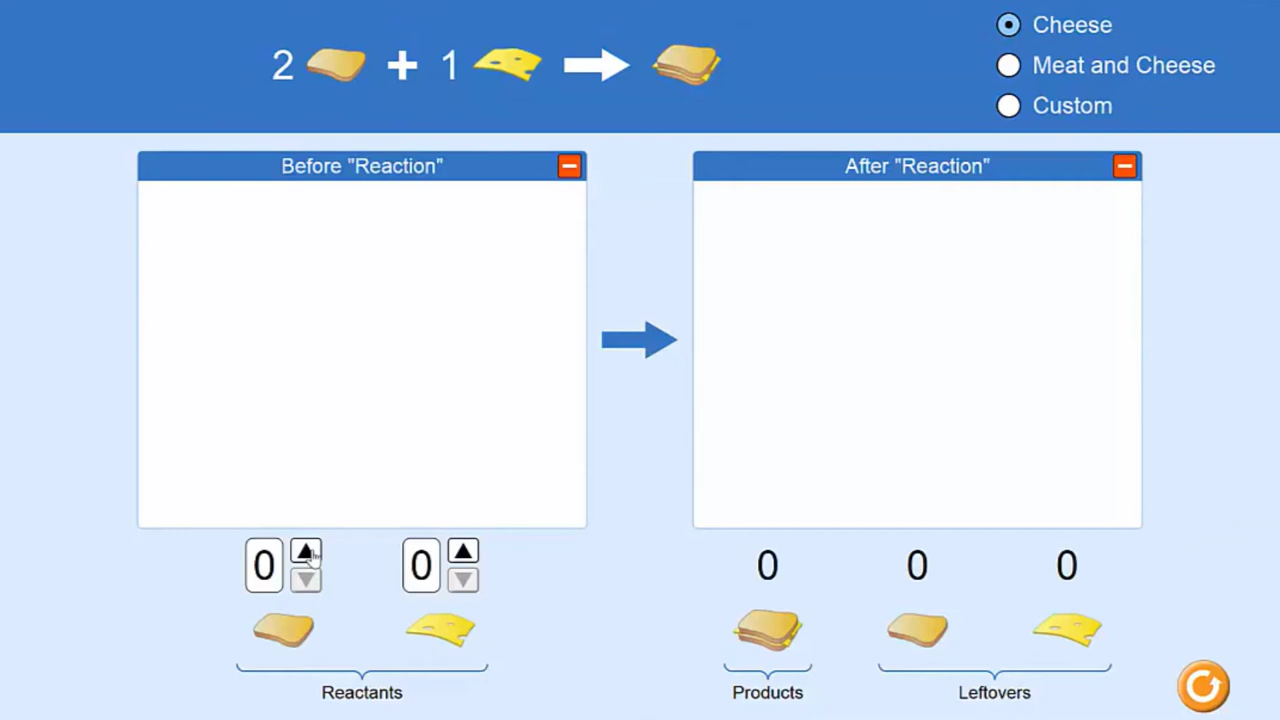 2 + 1
Cheese
Meat and Cheese
Custom
Before "Reaction"
After "Reaction"
0 0
0 0 0
Reactants
Products
Leftovers